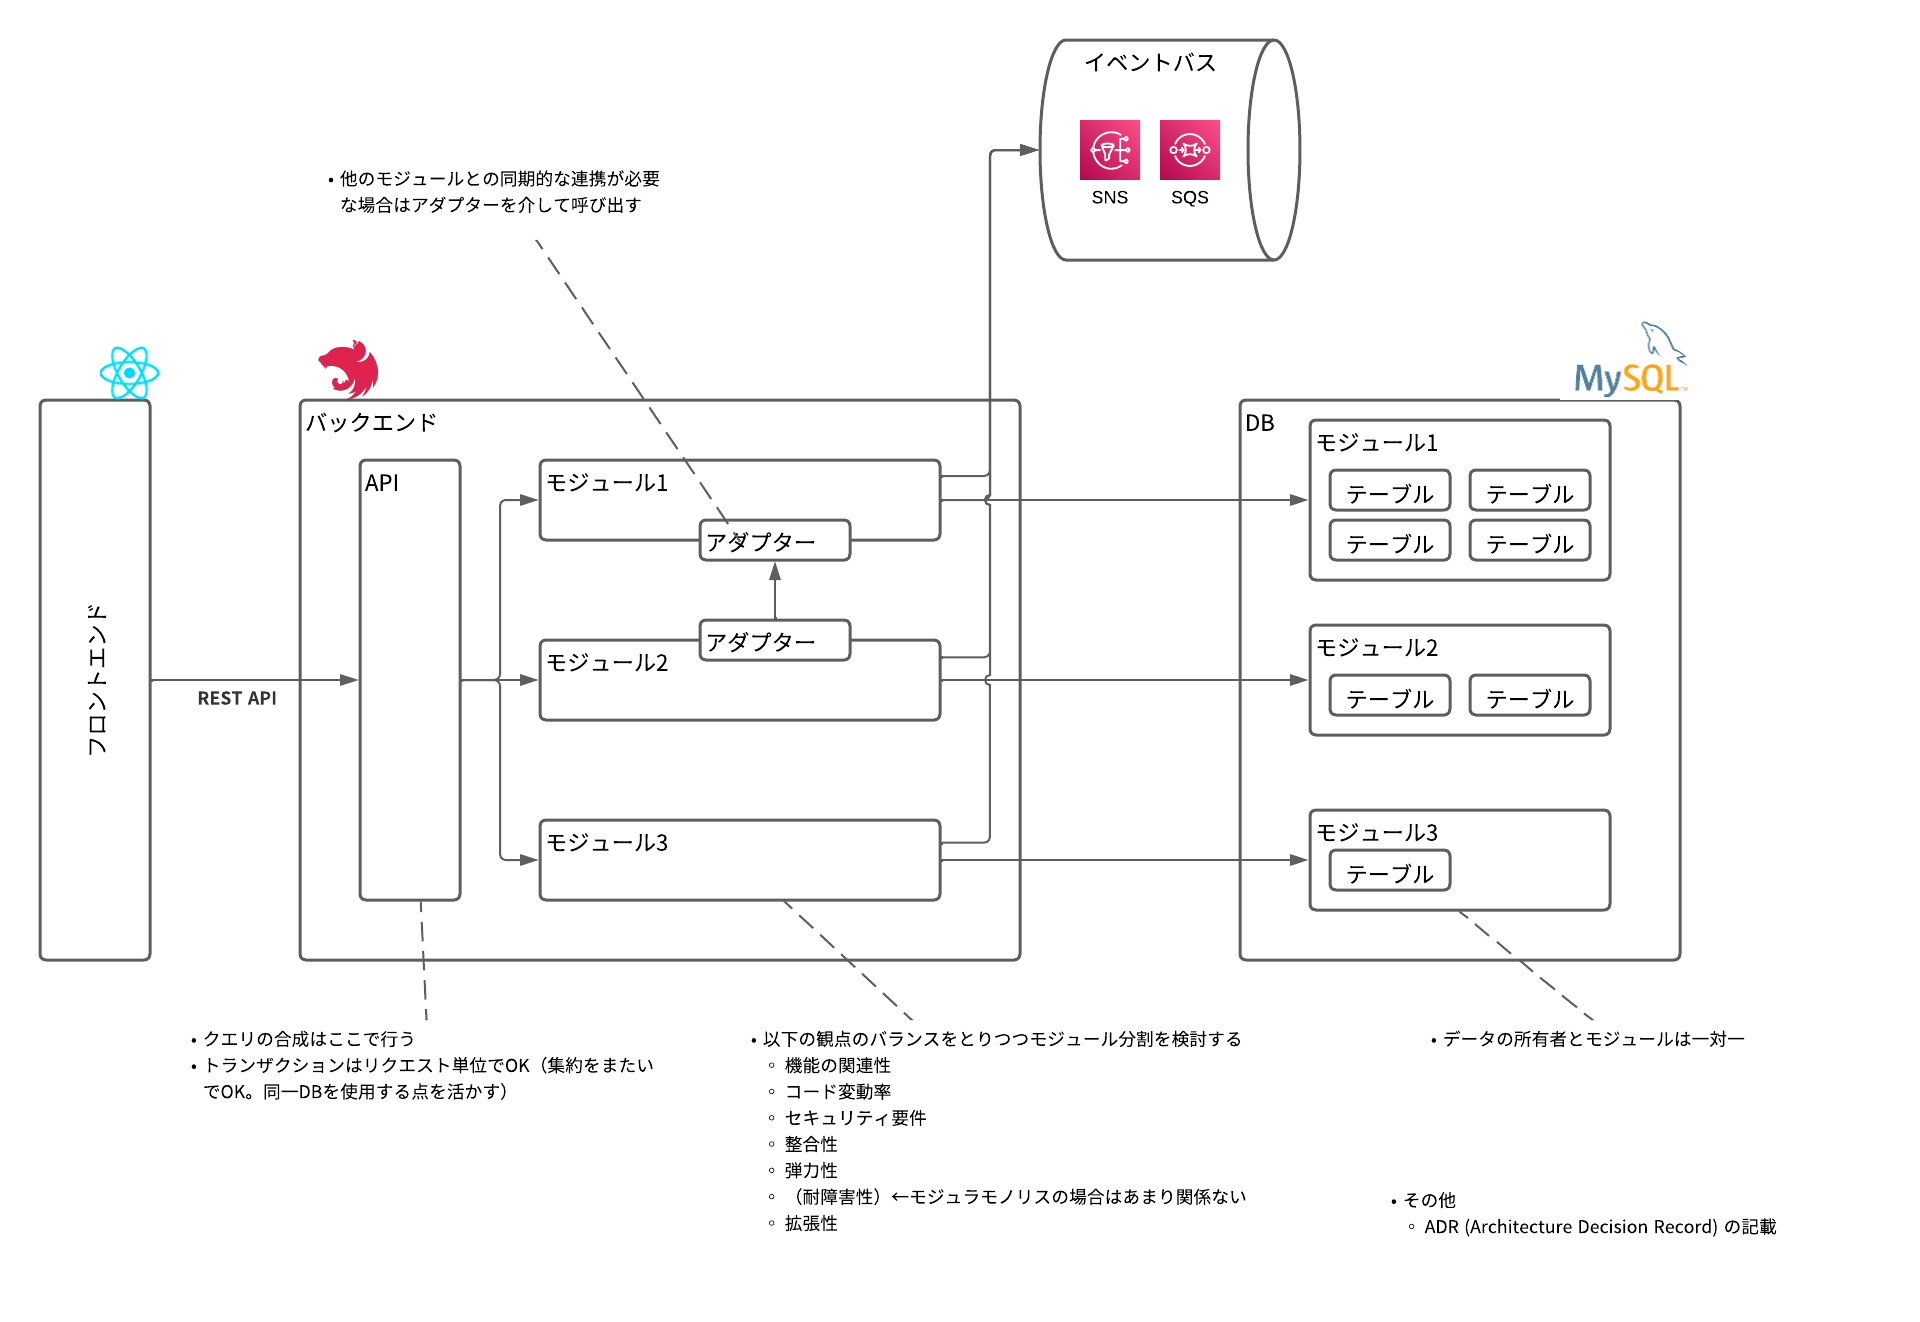 イベントバス
SNS
SQS
• 他のモジュールとの同期的な連携が必要
な場合はアダプターを介して呼び出す
MySQL™
フロントエンド
REST API
バックエンド
API
モジュール1
アダプター
アダプター
モジュール2
モジュール3
DB
モジュール1
テーブル
テーブル
テーブル
テーブル
モジュール2
テーブル
テーブル
モジュール3
テーブル
• クエリの合成はここで行う
• トランザクションはリクエスト単位でOK（集約をまたい
でOK。同一DBを使用する点を活かす）
• 以下の観点のバランスをとりつつモジュール分割を検討する
◦ 機能の関連性
◦ コード変動率
◦ セキュリティ要件
◦ 整合性
◦ 弾力性
◦ （耐障害性）←モジュラモノリスの場合はあまり関係ない
◦ 拡張性
• データの所有者とモジュールは一対一
• その他
◦ ADR (Architecture Decision Record) の記載